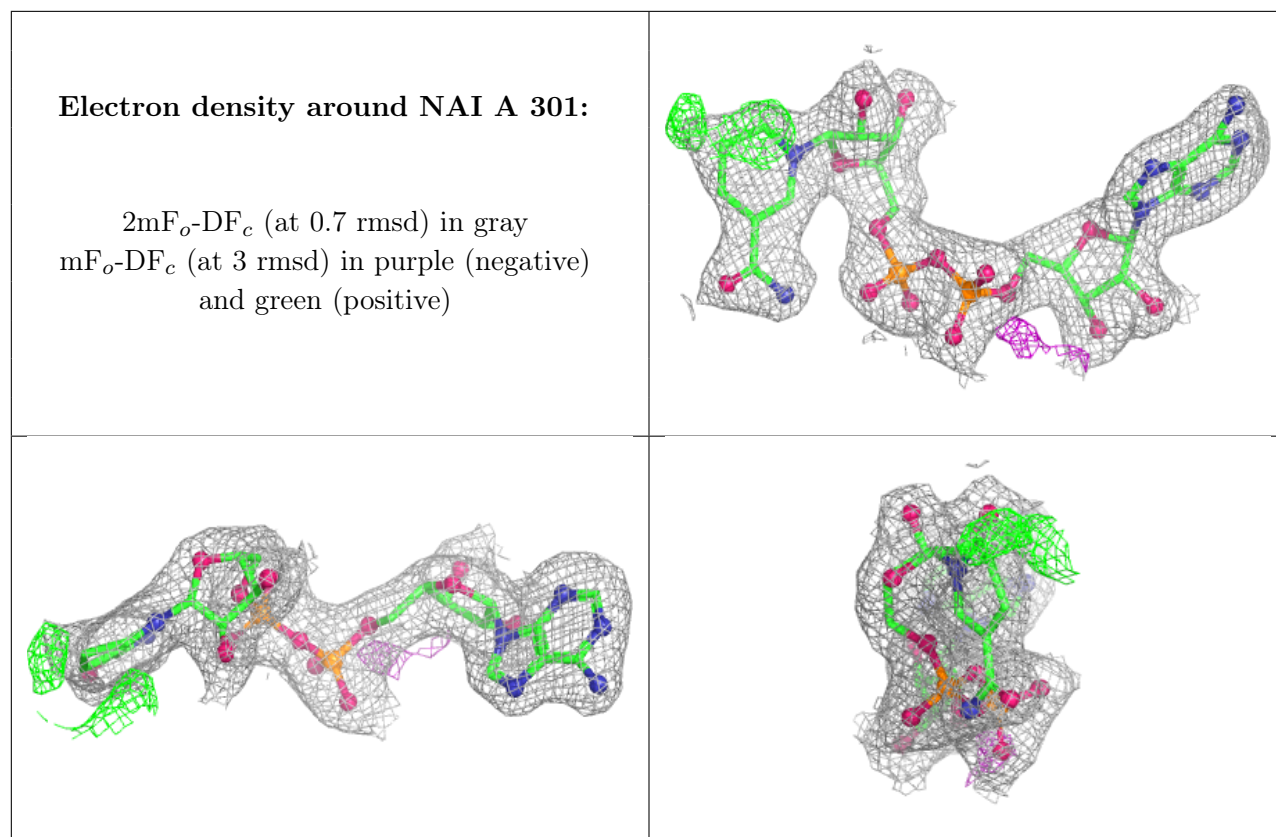 Electron density around NAI A 301:
2mFo-DFc (at 0.7 rmsd) in gray
mFo-DFc (at 3 rmsd) in purple (negative)
and green (positive)